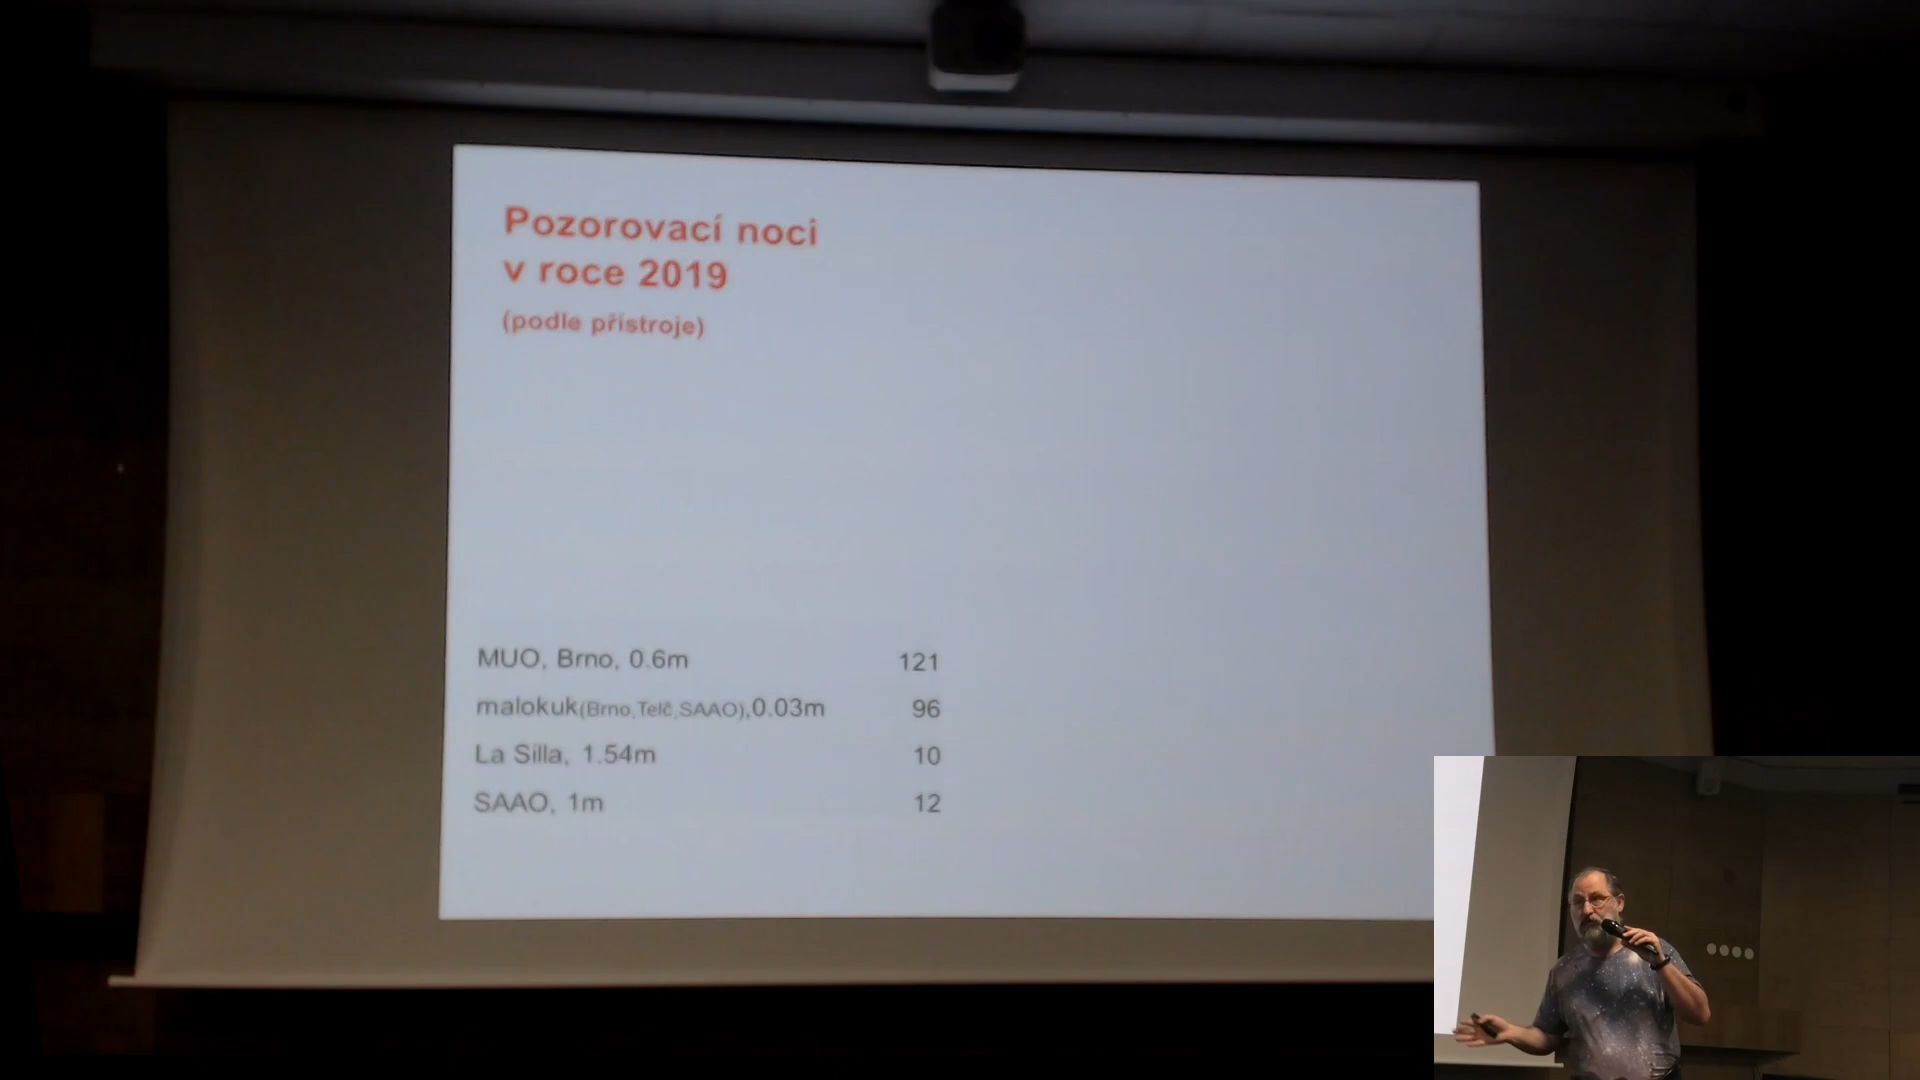 Pozorovací noci
v roce 2019
(podle přístroje)
MUO, Brno, 0.6m 121
malokuk(Brno,Telč,SAAO),0.03m 96
La Silla, 1.54m 10
SAAO, 1m 12